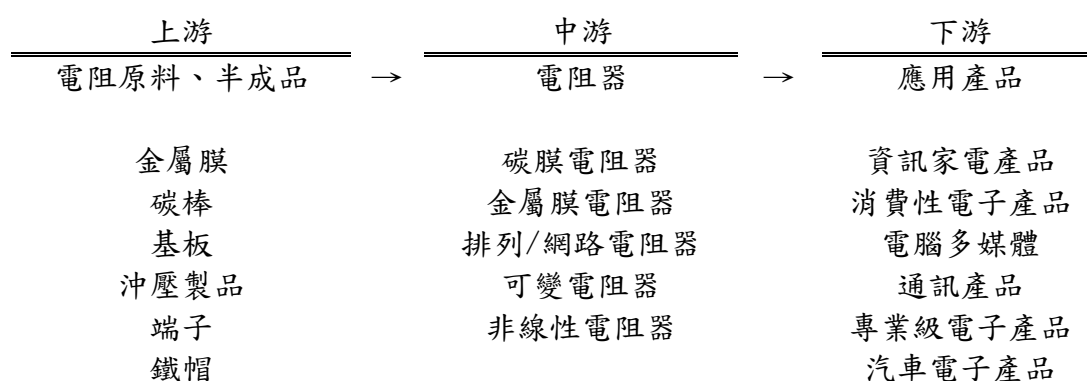 上游 中游 下游
電阻原料、半成品 → 電阻器 → 應用產品
金屬膜 碳膜電阻器 資訊家電產品
碳棒 金屬膜電阻器 消費性電子產品
基板 排列/網路電阻器 電腦多媒體
沖壓製品 可變電阻器 通訊產品
端子 非線性電阻器 專業級電子產品
鐵帽 汽車電子產品